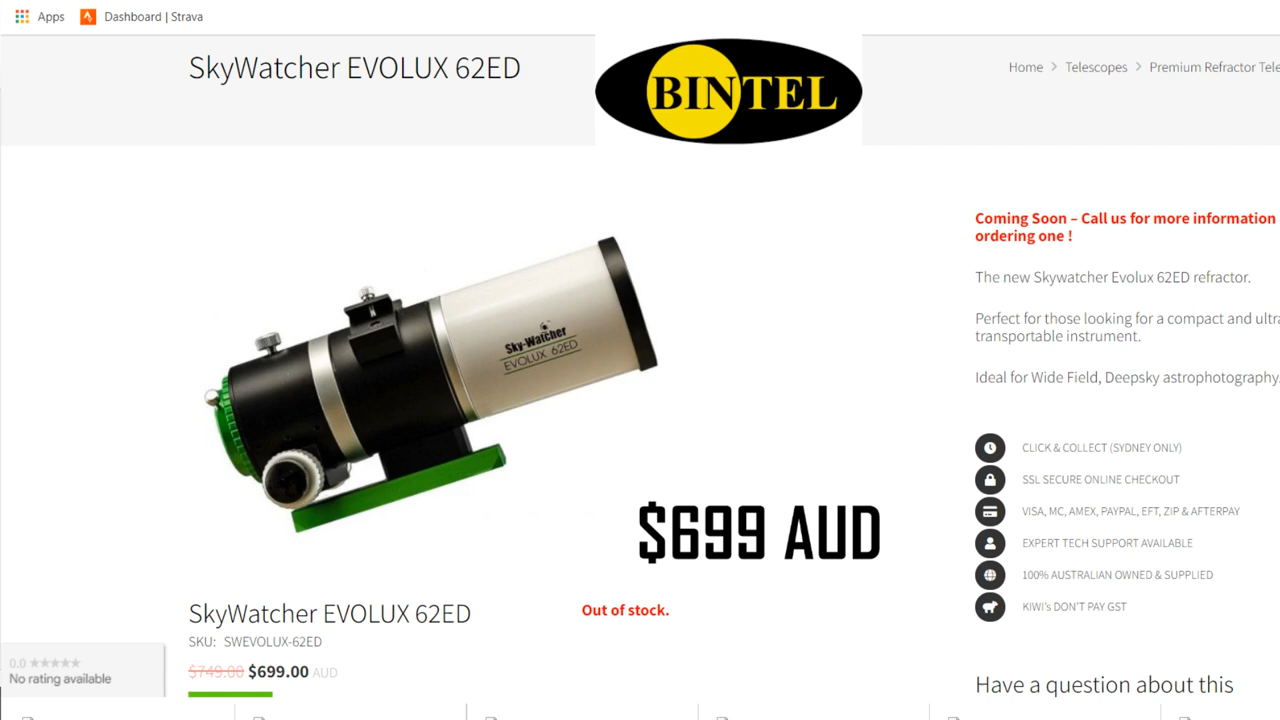 Apps
Dashboard | Strava
SkyWatcher EVOLUX 62ED
BINTEL
Home > Telescopes > Premium Refractor Tele
Coming Soon – Call us for more information
ordering one !
The new Skywatcher Evolux 62ED refractor.
Perfect for those looking for a compact and ultra
transportable instrument.
Ideal for Wide Field, Deepsky astrophotography.
Sky-Watcher
EVOLUX 62ED
CLICK & COLLECT (SYDNEY ONLY)
SSL SECURE ONLINE CHECKOUT
VISA, MC, AMEX, PAYPAL, EFT, ZIP & AFTERPAY
EXPERT TECH SUPPORT AVAILABLE
100% AUSTRALIAN OWNED & SUPPLIED
KIWI's DON'T PAY GST
$699 AUD
SkyWatcher EVOLUX 62ED
Out of stock.
SKU: SWEVOLUX-62ED
$749.00 $699.00 AUD
0.0 ★★★★★
No rating available
Have a question about this